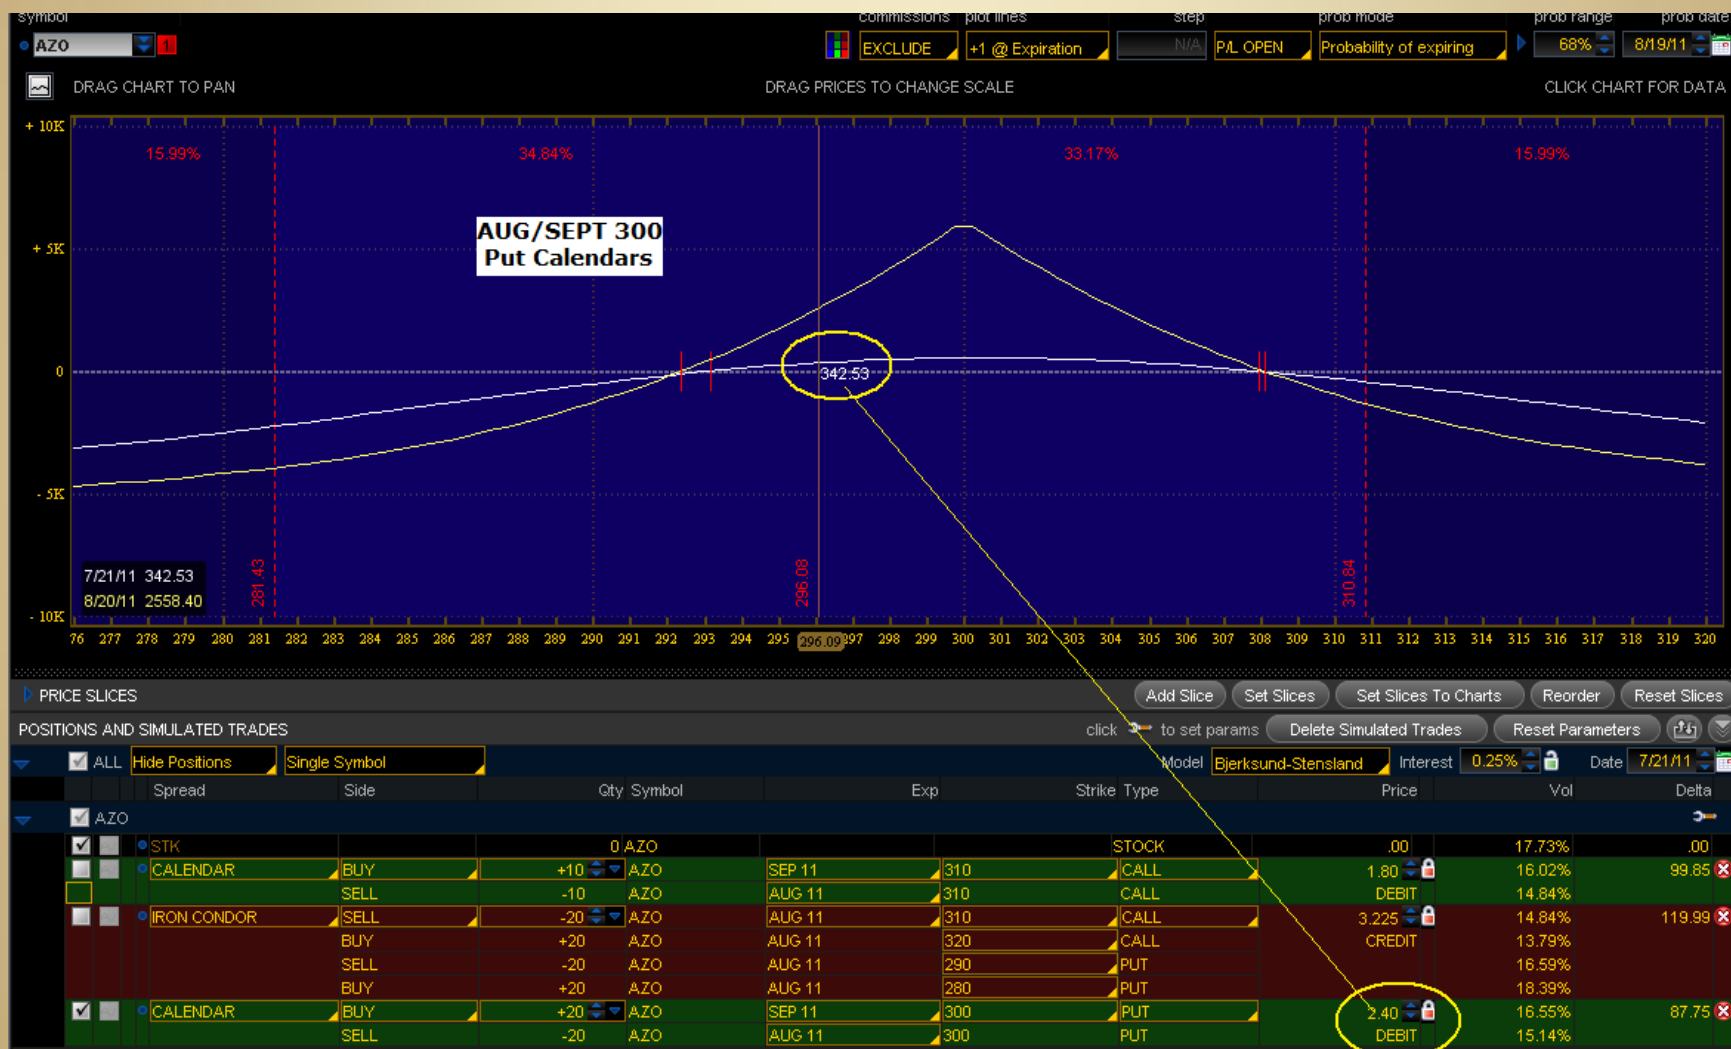 symbol commissions plot lines step prob mode prob range prob date
AZO 1 EXCLUDE +1 @ Expiration N/A P/L OPEN Probability of expiring 68% 8/19/11
DRAG CHART TO PAN DRAG PRICES TO CHANGE SCALE CLICK CHART FOR DATA
+ 10K
15.99% 34.84% 33.17% 15.99%
AUG/SEPT 300
Put Calendars
+ 5K
0
342.53
- 5K
7/21/11 342.53
8/20/11 2558.40
281.43 296.08 310.84
- 10K
76 277 278 279 280 281 282 283 284 285 286 287 288 289 290 291 292 293 294 295 296.09 297 298 299 300 301 302 303 304 305 306 307 308 309 310 311 312 313 314 315 316 317 318 319 320
PRICE SLICES Add Slice Set Slices Set Slices To Charts Reorder Reset Slices
POSITIONS AND SIMULATED TRADES click to set params Delete Simulated Trades Reset Parameters
ALL Hide Positions Single Symbol Model Bjerksund-Stensland Interest 0.25% Date 7/21/11
Spread Side Qty Symbol Exp Strike Type Price Vol Delta
AZO
STK 0 AZO STOCK .00 17.73% .00
CALENDAR BUY +10 AZO SEP 11 310 CALL 1.80 16.02% 99.85
SELL -10 AZO AUG 11 310 CALL DEBIT 14.84%
IRON CONDOR SELL -20 AZO AUG 11 310 CALL 3.225 14.84% 119.99
BUY +20 AZO AUG 11 320 CALL CREDIT 13.79%
SELL -20 AZO AUG 11 290 PUT 16.59%
BUY +20 AZO AUG 11 280 PUT 18.39%
CALENDAR BUY +20 AZO SEP 11 300 PUT 2.40 16.55% 87.75
SELL -20 AZO AUG 11 300 PUT DEBIT 15.14%